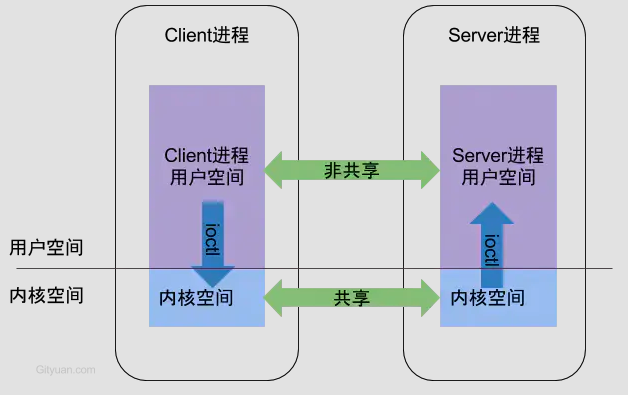 Client进程
Server进程
Client进程
用户空间
非共享
Server进程
用户空间
ioctl
ioctl
用户空间
内核空间
内核空间
共享
内核空间
Gityuan.com